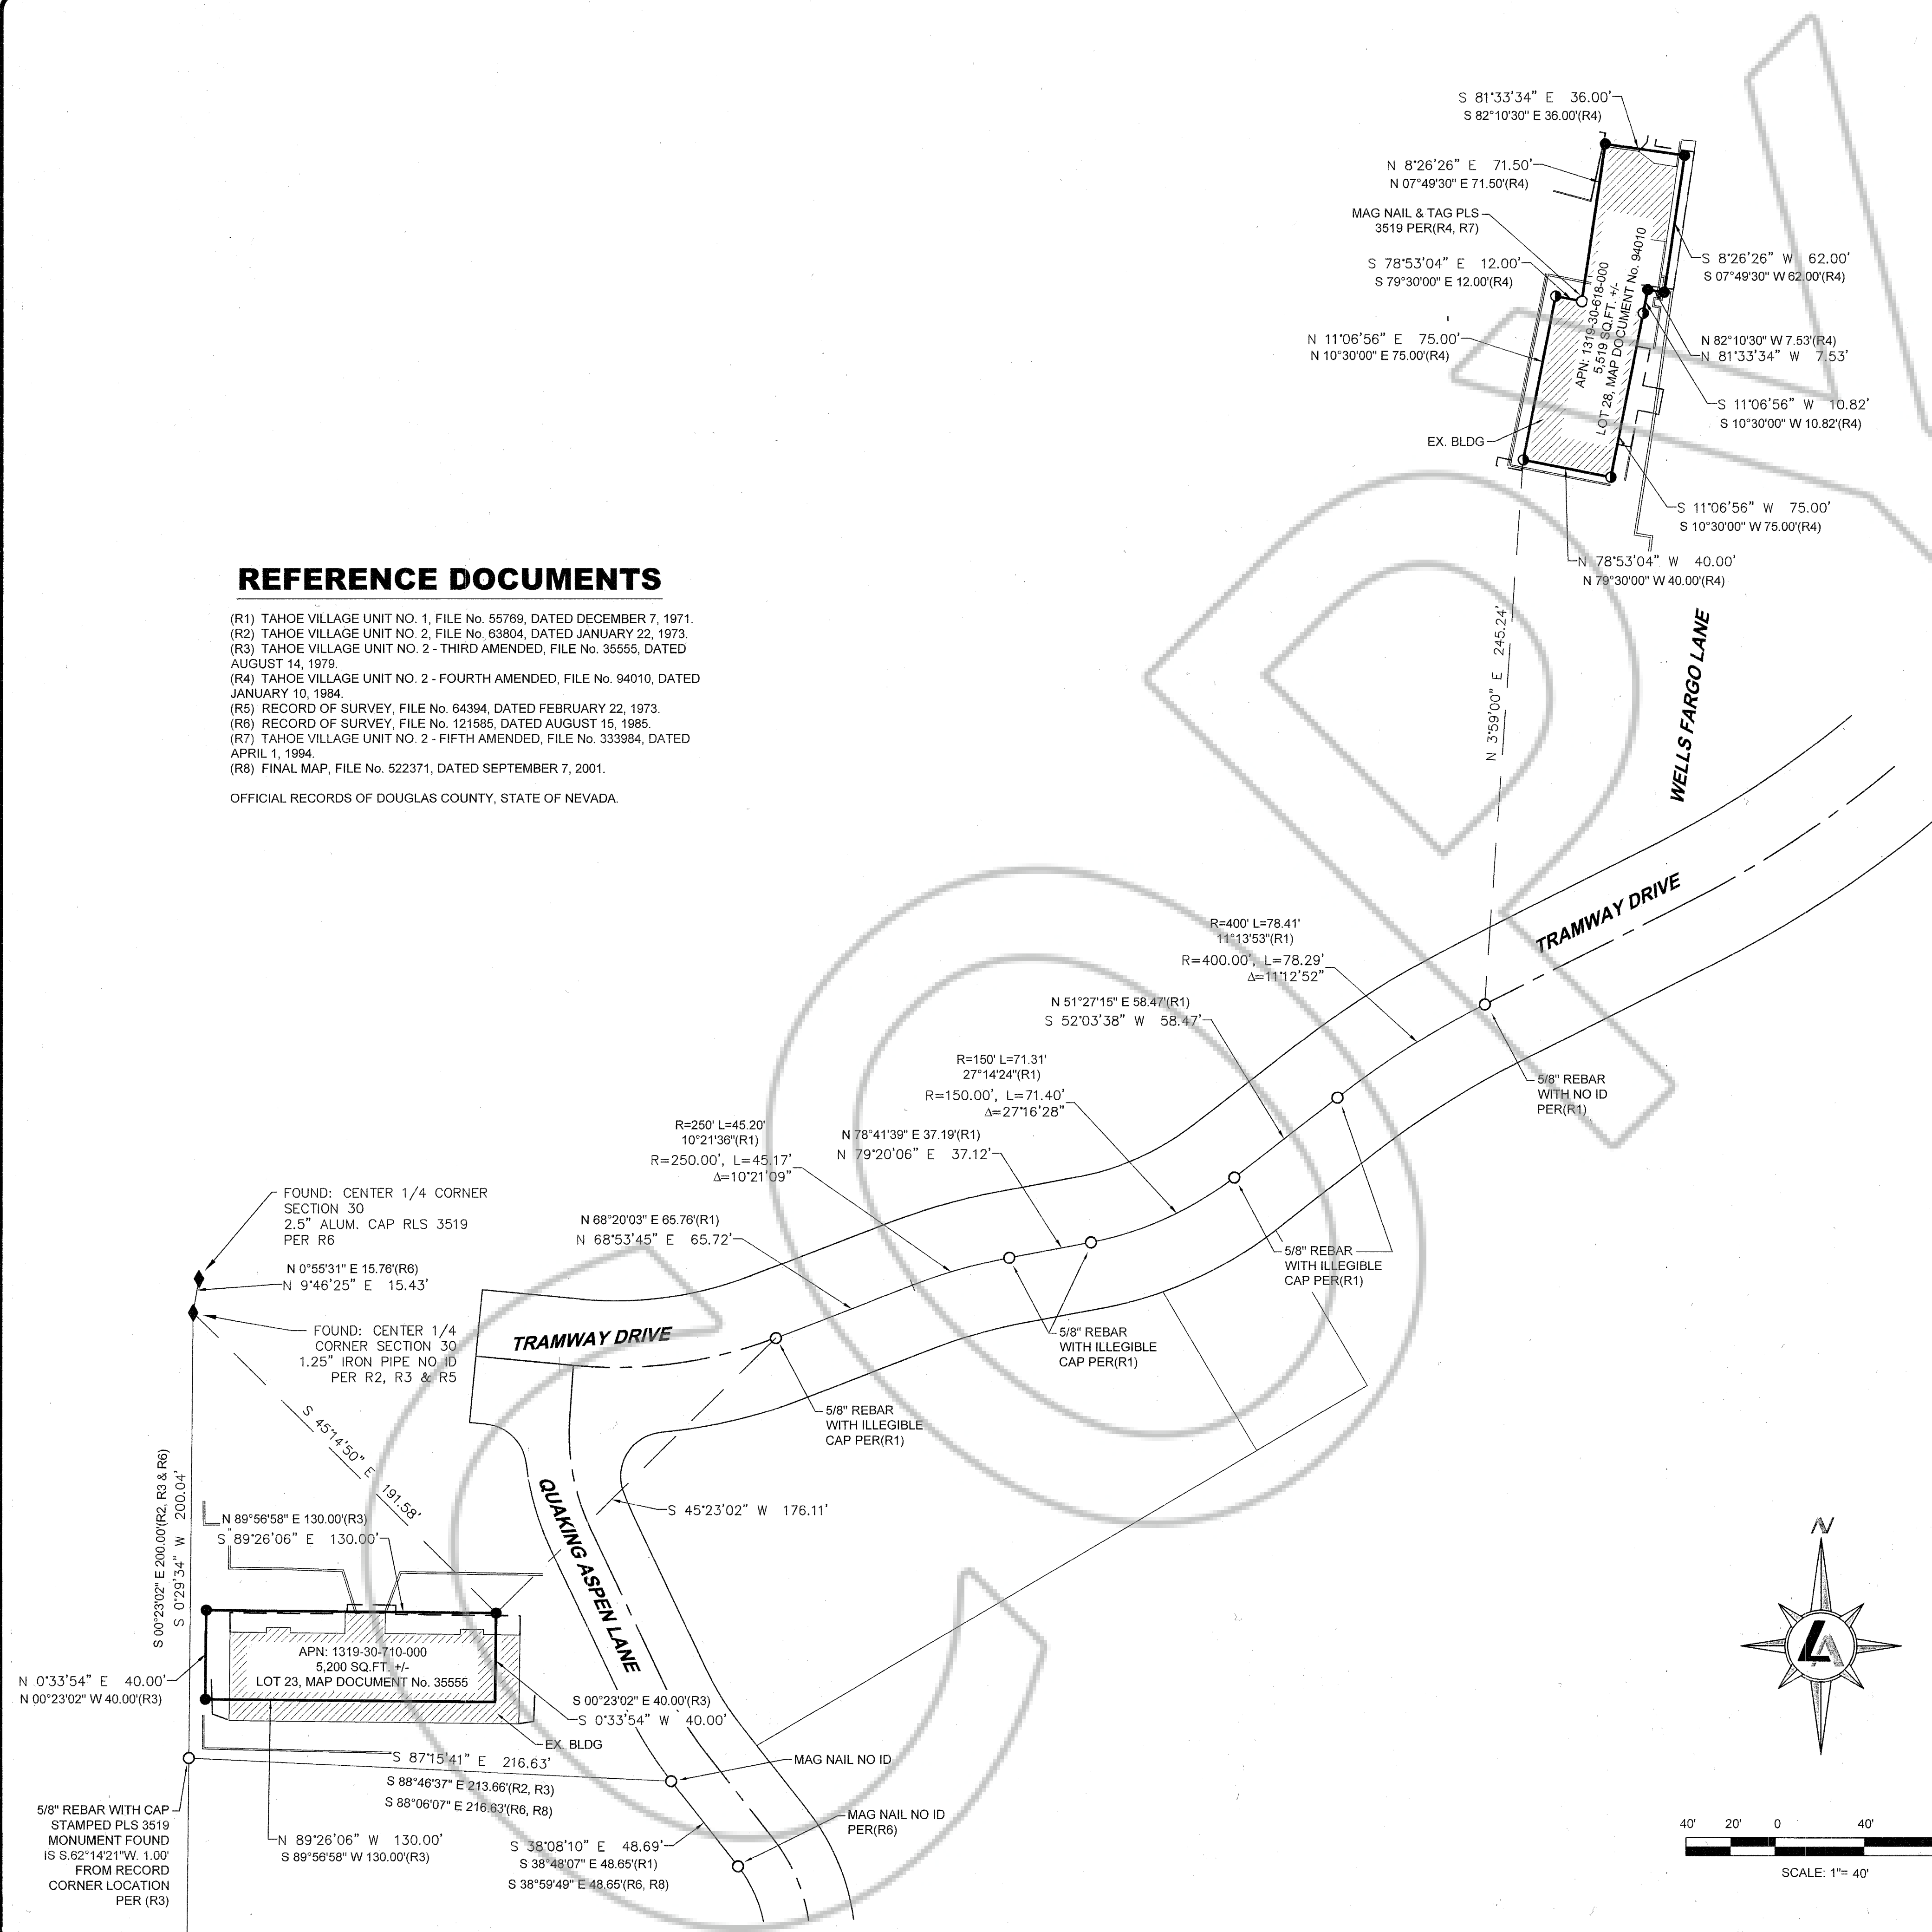 S 81°33'34" E 36.00'
S 82°10'30" E 36.00'(R4)
N 8°26'26" E 71.50'
N 07°49'30" E 71.50'(R4)
MAG NAIL & TAG PLS
3519 PER(R4, R7)
S 78°53'04" E 12.00'
S 79°30'00" E 12.00'(R4)
N 11°06'56" E 75.00'
N 10°30'00" E 75.00'(R4)
EX. BLDG
APN: 1319-30-618-000
5,519 SQ.FT. +/-
LOT 28, MAP DOCUMENT No. 94010
S 8°26'26" W 62.00'
S 07°49'30" W 62.00'(R4)
N 82°10'30" W 7.53'(R4)
N 81°33'34" W 7.53'
S 11°06'56" W 10.82'
S 10°30'00" W 10.82'(R4)
S 11°06'56" W 75.00'
S 10°30'00" W 75.00'(R4)
N 78°53'04" W 40.00'
N 79°30'00" W 40.00'(R4)
N 3°59'00" E 245.24'
WELLS FARGO LANE
REFERENCE DOCUMENTS
(R1) TAHOE VILLAGE UNIT NO. 1, FILE No. 55769, DATED DECEMBER 7, 1971.
(R2) TAHOE VILLAGE UNIT NO. 2, FILE No. 63804, DATED JANUARY 22, 1973.
(R3) TAHOE VILLAGE UNIT NO. 2 - THIRD AMENDED, FILE No. 35555, DATED
AUGUST 14, 1979.
(R4) TAHOE VILLAGE UNIT NO. 2 - FOURTH AMENDED, FILE No. 94010, DATED
JANUARY 10, 1984.
(R5) RECORD OF SURVEY, FILE No. 64394, DATED FEBRUARY 22, 1973.
(R6) RECORD OF SURVEY, FILE No. 121585, DATED AUGUST 15, 1985.
(R7) TAHOE VILLAGE UNIT NO. 2 - FIFTH AMENDED, FILE No. 333984, DATED
APRIL 1, 1994.
(R8) FINAL MAP, FILE No. 522371, DATED SEPTEMBER 7, 2001.
OFFICIAL RECORDS OF DOUGLAS COUNTY, STATE OF NEVADA.
TRAMWAY DRIVE
R=400' L=78.41'
11°13'53"(R1)
R=400.00', L=78.29'
Δ=11°12'52"
N 51°27'15" E 58.47'(R1)
S 52°03'38" W 58.47'
R=150' L=71.31'
27°14'24"(R1)
R=150.00', L=71.40'
Δ=27°16'28"
N 78°41'39" E 37.19'(R1)
N 79°20'06" E 37.12'
R=250' L=45.20'
10°21'36"(R1)
R=250.00', L=45.17'
Δ=10°21'09"
N 68°20'03" E 65.76'(R1)
N 68°53'45" E 65.72'
5/8" REBAR
WITH NO ID
PER(R1)
5/8" REBAR
WITH ILLEGIBLE
CAP PER(R1)
5/8" REBAR
WITH ILLEGIBLE
CAP PER(R1)
5/8" REBAR
WITH ILLEGIBLE
CAP PER(R1)
FOUND: CENTER 1/4 CORNER
SECTION 30
2.5" ALUM. CAP RLS 3519
PER R6
N 0°55'31" E 15.76'(R6)
N 9°46'25" E 15.43'
FOUND: CENTER 1/4
CORNER SECTION 30
1.25" IRON PIPE NO ID
PER R2, R3 & R5
TRAMWAY DRIVE
S 45°14'50" E 191.58'
S 45°23'02" W 176.11'
QUAKING ASPEN LANE
S 00°23'02" E 200.00'(R2, R3 & R6)
S 0°29'34" W 200.04'
N 89°56'58" E 130.00'(R3)
S 89°26'06" E 130.00'
APN: 1319-30-710-000
5,200 SQ.FT. +/-
LOT 23, MAP DOCUMENT No. 35555
N 0°33'54" E 40.00'
N 00°23'02" W 40.00'(R3)
S 00°23'02" E 40.00'(R3)
S 0°33'54" W 40.00'
EX. BLDG
S 87°15'41" E 216.63'
S 88°46'37" E 213.66'(R2, R3)
S 88°06'07" E 216.63'(R6, R8)
MAG NAIL NO ID
MAG NAIL NO ID
PER(R6)
5/8" REBAR WITH CAP
STAMPED PLS 3519
MONUMENT FOUND
IS S.62°14'21"W. 1.00'
FROM RECORD
CORNER LOCATION
PER (R3)
N 89°26'06" W 130.00'
S 89°56'58" W 130.00'(R3)
S 38°08'10" E 48.69'
S 38°48'07" E 48.65'(R1)
S 38°59'49" E 48.65'(R6, R8)
N
LA
40' 20' 0 40'
SCALE: 1"= 40'
COPY